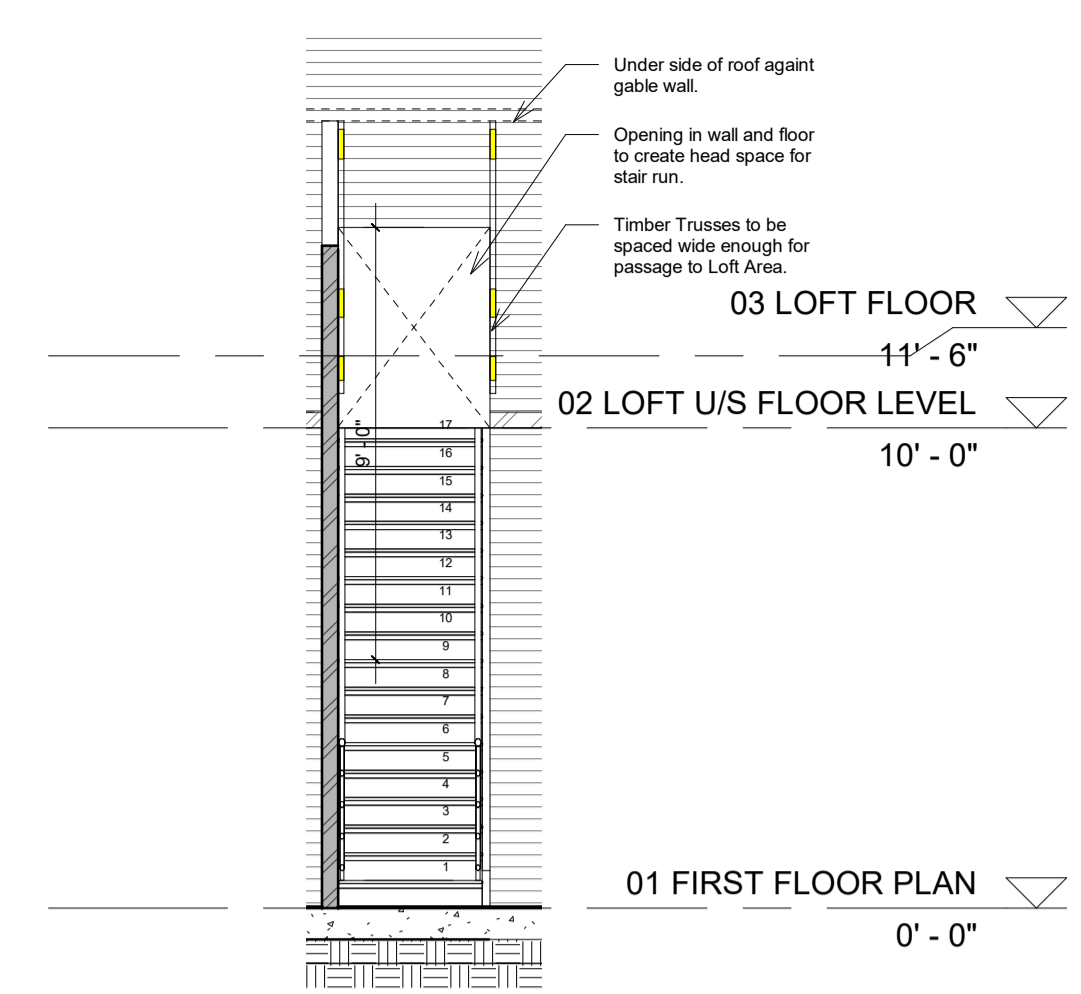 Under side of roof againt
gable wall.
Opening in wall and floor
to create head space for
stair run.
Timber Trusses to be
spaced wide enough for
passage to Loft Area.
03 LOFT FLOOR
11' - 6"
02 LOFT U/S FLOOR LEVEL
10' - 0"
9' - 0"
17
16
15
14
13
12
11
10
9
8
7
6
5
4
3
2
1
01 FIRST FLOOR PLAN
0' - 0"